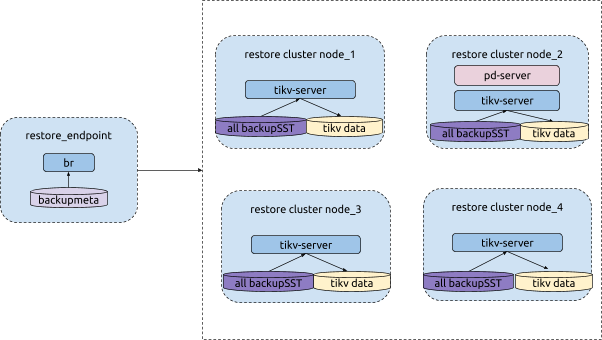 restore_endpoint
br
backupmeta
restore cluster node_1
tikv-server
all backupSST
tikv data
restore cluster node_2
pd-server
tikv-server
all backupSST
tikv data
restore cluster node_3
tikv-server
all backupSST
tikv data
restore cluster node_4
tikv-server
all backupSST
tikv data